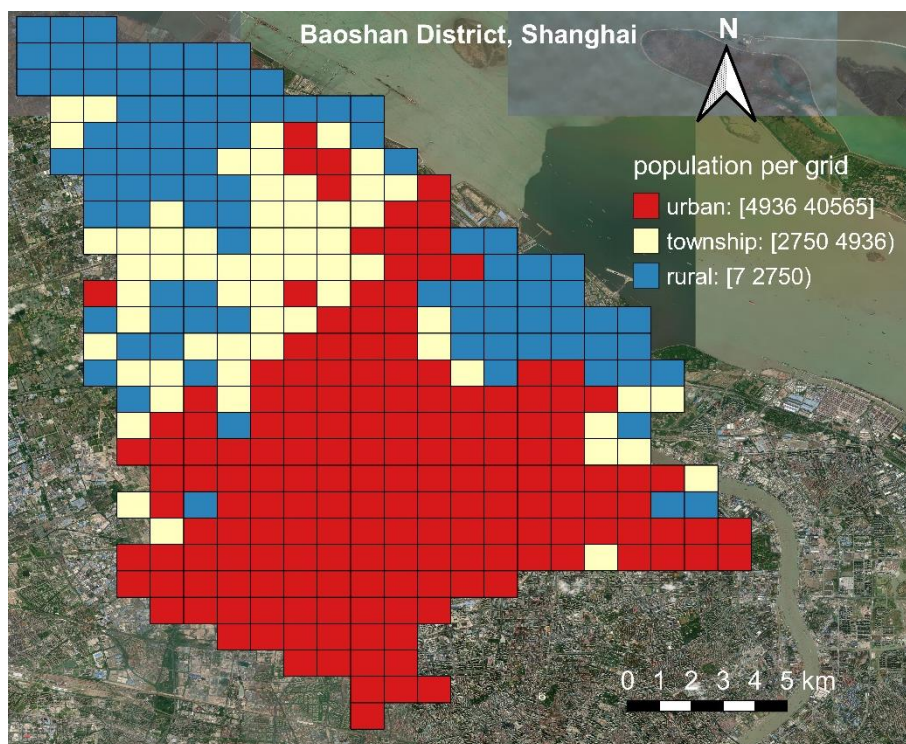 Baoshan District, Shanghai
N
population per grid
urban: [4936 40565]
township: [2750 4936)
rural: [7 2750)
0 1 2 3 4 5 km